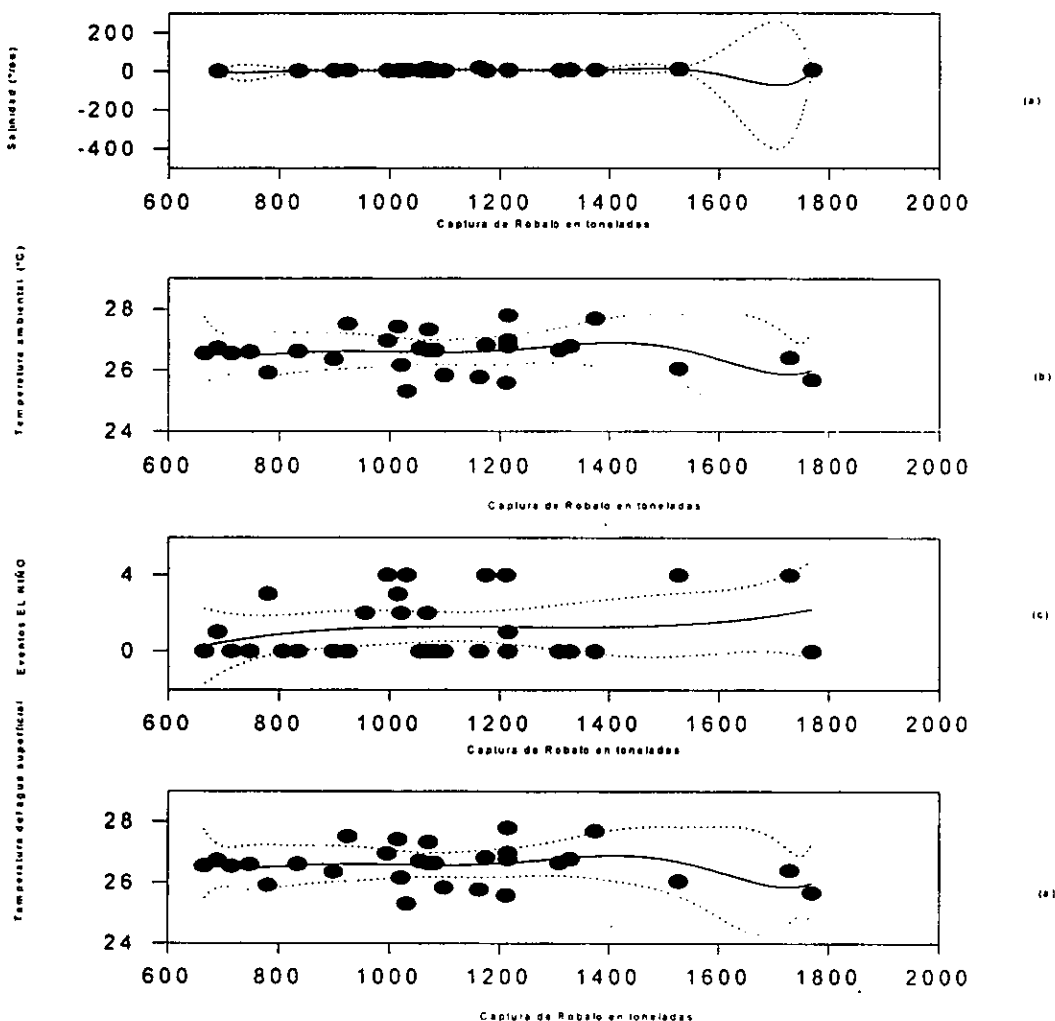 Salinidad (°/oo)
200
0
-200
-400
(a)
600 800 1000 1200 1400 1600 1800 2000
Captura de Robalo en toneladas
Temperatura ambiental (°C)
28
26
24
(b)
600 800 1000 1200 1400 1600 1800 2000
Captura de Robalo en toneladas
Eventos EL NIÑO
4
0
(c)
600 800 1000 1200 1400 1600 1800 2000
Captura de Robalo en toneladas
Temperatura del agua superficial
28
26
24
600 800 1000 1200 1400 1600 1800 2000
Captura de Robalo en toneladas